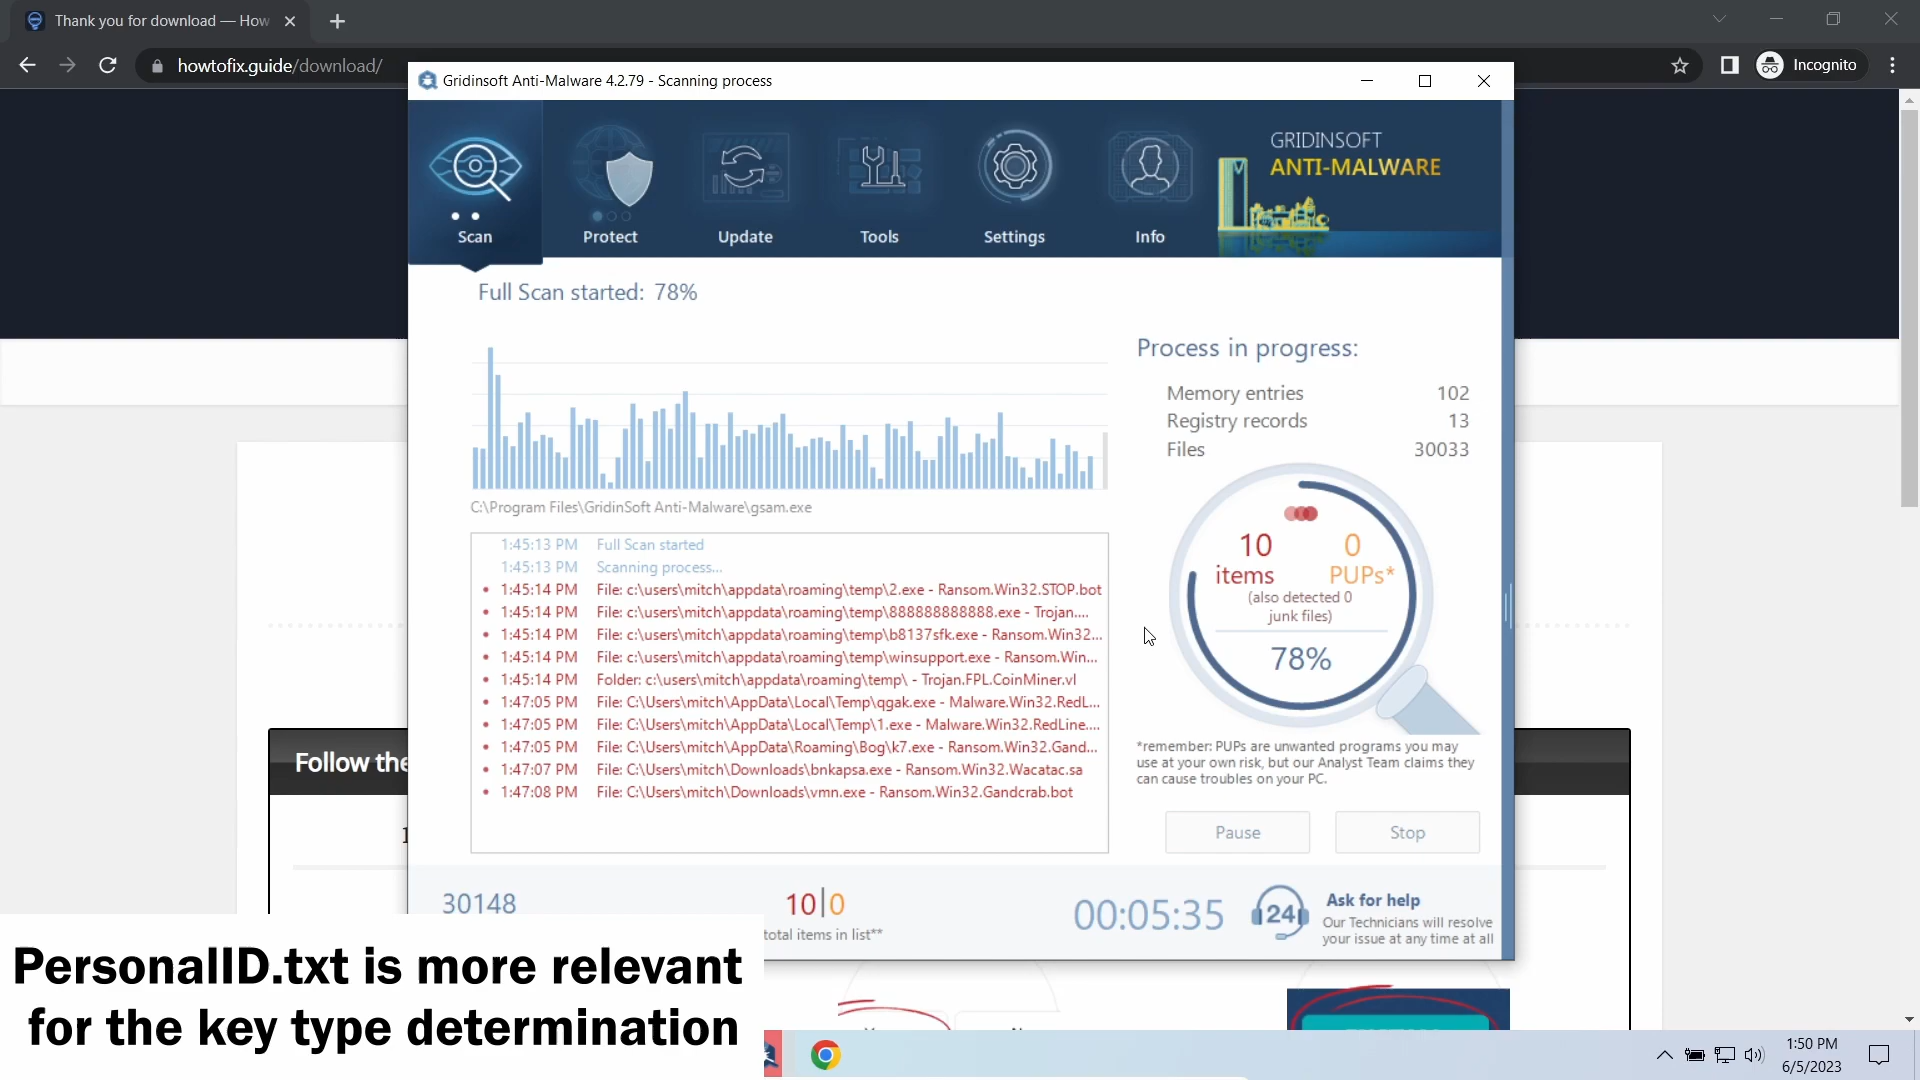 Thank you for download — How
howtofix.guide/download/
Incognito
Gridinsoft Anti-Malware 4.2.79 - Scanning process
Scan
Protect
Update
Tools
Settings
Info
GRIDINSOFT
ANTI-MALWARE
Full Scan started: 78%
C:\Program Files\GridinSoft Anti-Malware\gsam.exe
1:45:13 PM Full Scan started
1:45:13 PM Scanning process...
1:45:14 PM File: c:\users\mitch\appdata\roaming\temp\2.exe - Ransom.Win32.STOP.bot
1:45:14 PM File: c:\users\mitch\appdata\roaming\temp\888888888888.exe - Trojan....
1:45:14 PM File: c:\users\mitch\appdata\roaming\temp\b8137sfk.exe - Ransom.Win32...
1:45:14 PM File: c:\users\mitch\appdata\roaming\temp\winsupport.exe - Ransom.Win...
1:45:14 PM Folder: c:\users\mitch\appdata\roaming\temp\ - Trojan.FPL.CoinMiner.vl
1:47:05 PM File: C:\Users\mitch\AppData\Local\Temp\qgak.exe - Malware.Win32.RedL...
1:47:05 PM File: C:\Users\mitch\AppData\Local\Temp\1.exe - Malware.Win32.RedLine....
1:47:05 PM File: C:\Users\mitch\AppData\Roaming\Bog\k7.exe - Ransom.Win32.Gand...
1:47:07 PM File: C:\Users\mitch\Downloads\bnkapsa.exe - Ransom.Win32.Wacatac.sa
1:47:08 PM File: C:\Users\mitch\Downloads\vmn.exe - Ransom.Win32.Gandcrab.bot
Process in progress:
Memory entries 102
Registry records 13
Files 30033
10 0
items PUPs*
(also detected 0
junk files)
78%
*remember: PUPs are unwanted programs you may
use at your own risk, but our Analyst Team claims they
can cause troubles on your PC.
Pause
Stop
30148
10|0
total items in list**
00:05:35
24
Ask for help
Our Technicians will resolve
your issue at any time at all
Follow the
1
PersonalID.txt is more relevant
for the key type determination
1:50 PM
6/5/2023